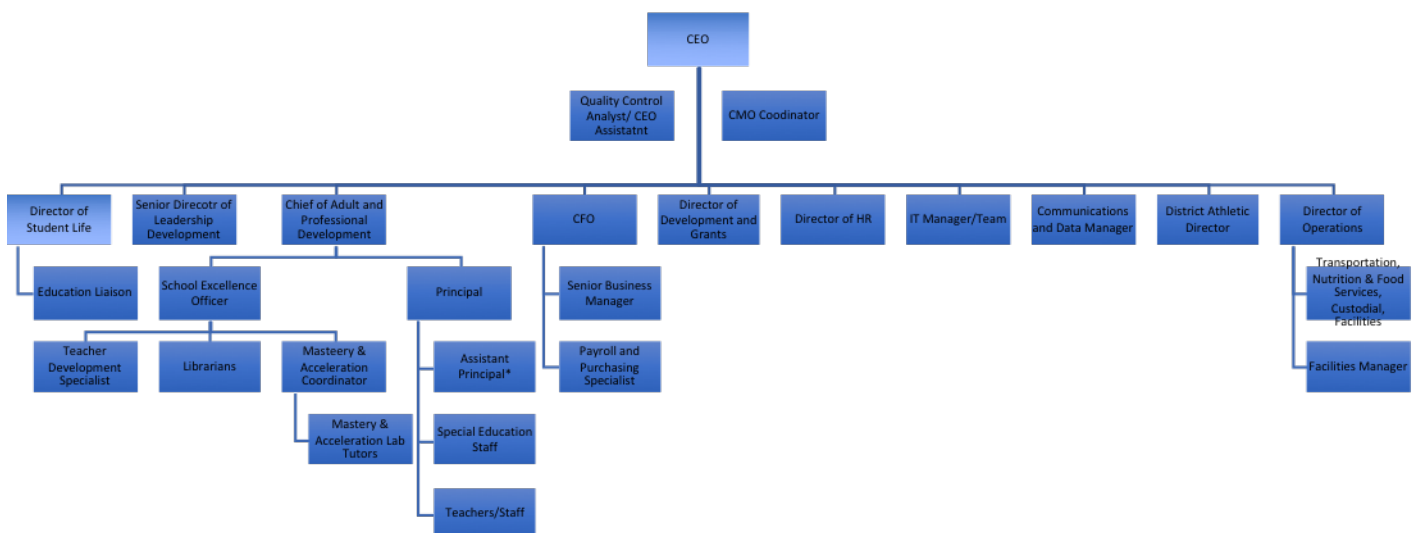 CEO
Quality Control
Analyst/ CEO
Assistatnt
CMO Coodinator
Director of
Student Life
Senior Direcotr of
Leadership
Development
Chief of Adult and
Professional
Development
CFO
Director of
Development and
Grants
Director of HR
IT Manager/Team
Communications
and Data Manager
District Athletic
Director
Director of
Operations
Education Liaison
School Excellence
Officer
Principal
Senior Business
Manager
Transportation,
Nutrition & Food
Services,
Custodial,
Facilities
Teacher
Development
Specialist
Librarians
Masteery &
Acceleration
Coordinator
Assistant
Principal*
Payroll and
Purchasing
Specialist
Facilities Manager
Mastery &
Acceleration Lab
Tutors
Special Education
Staff
Teachers/Staff